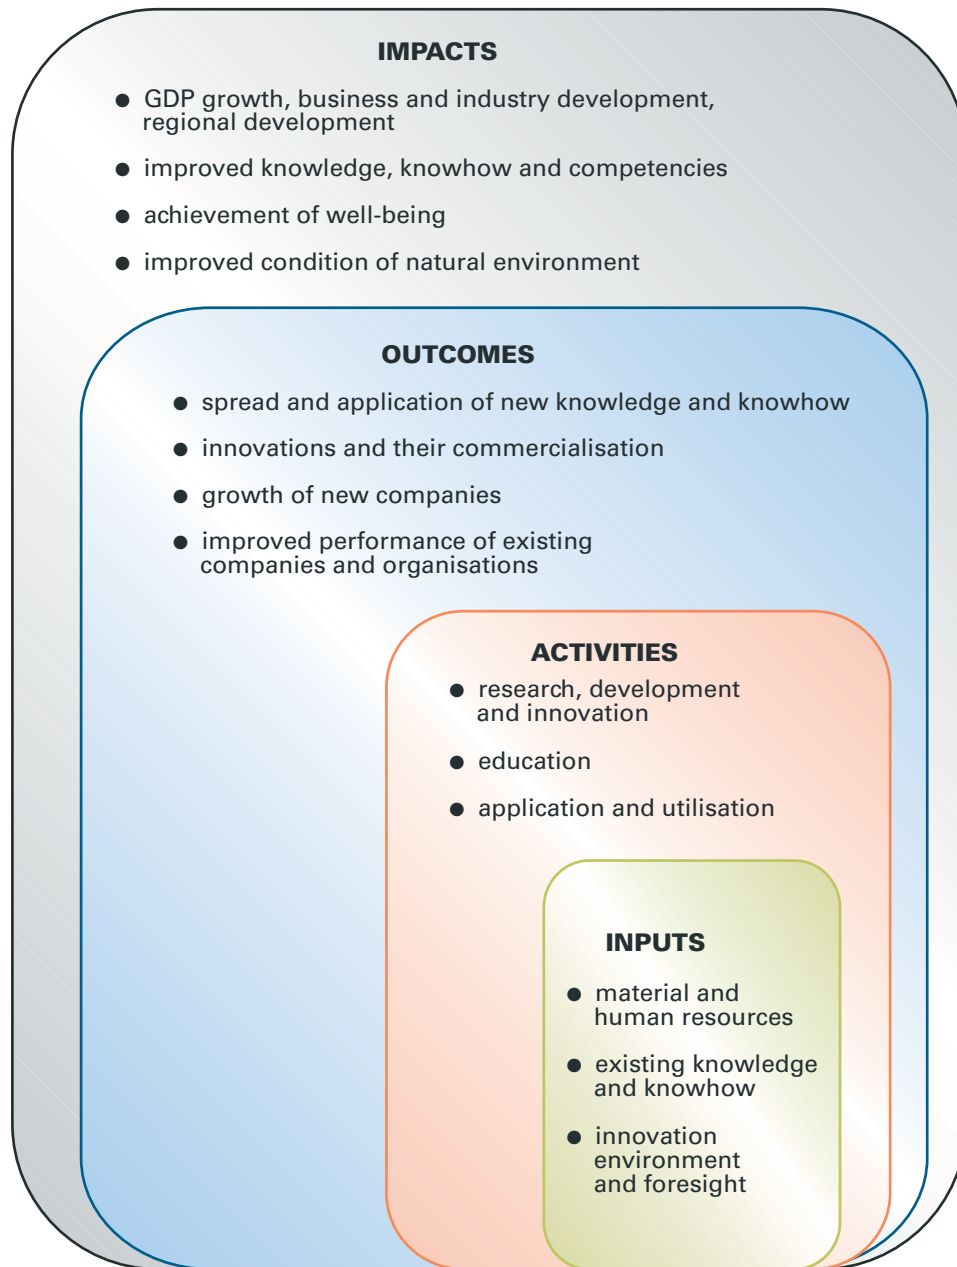 IMPACTS
● GDP growth, business and industry development,
regional development
● improved knowledge, knowhow and competencies
● achievement of well-being
● improved condition of natural environment
OUTCOMES
● spread and application of new knowledge and knowhow
● innovations and their commercialisation
● growth of new companies
● improved performance of existing
companies and organisations
ACTIVITIES
● research, development
and innovation
● education
● application and utilisation
INPUTS
● material and
human resources
● existing knowledge
and knowhow
● innovation
environment
and foresight